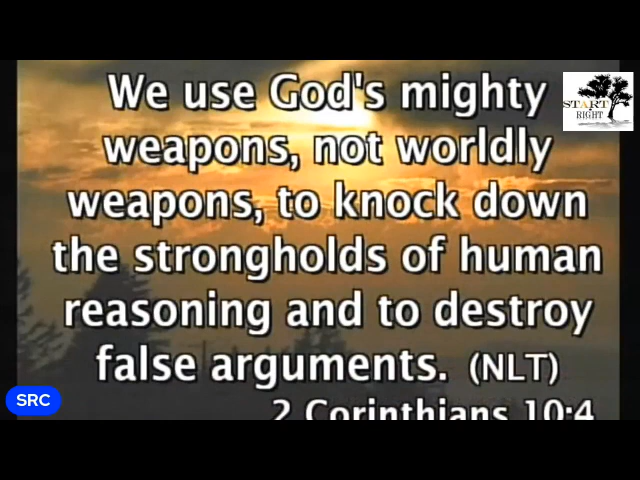 We use God's mighty
weapons, not worldly
weapons, to knock down
the strongholds of human
reasoning and to destroy
false arguments. (NLT)
2 Corinthians 10:4
START
RIGHT
SRC